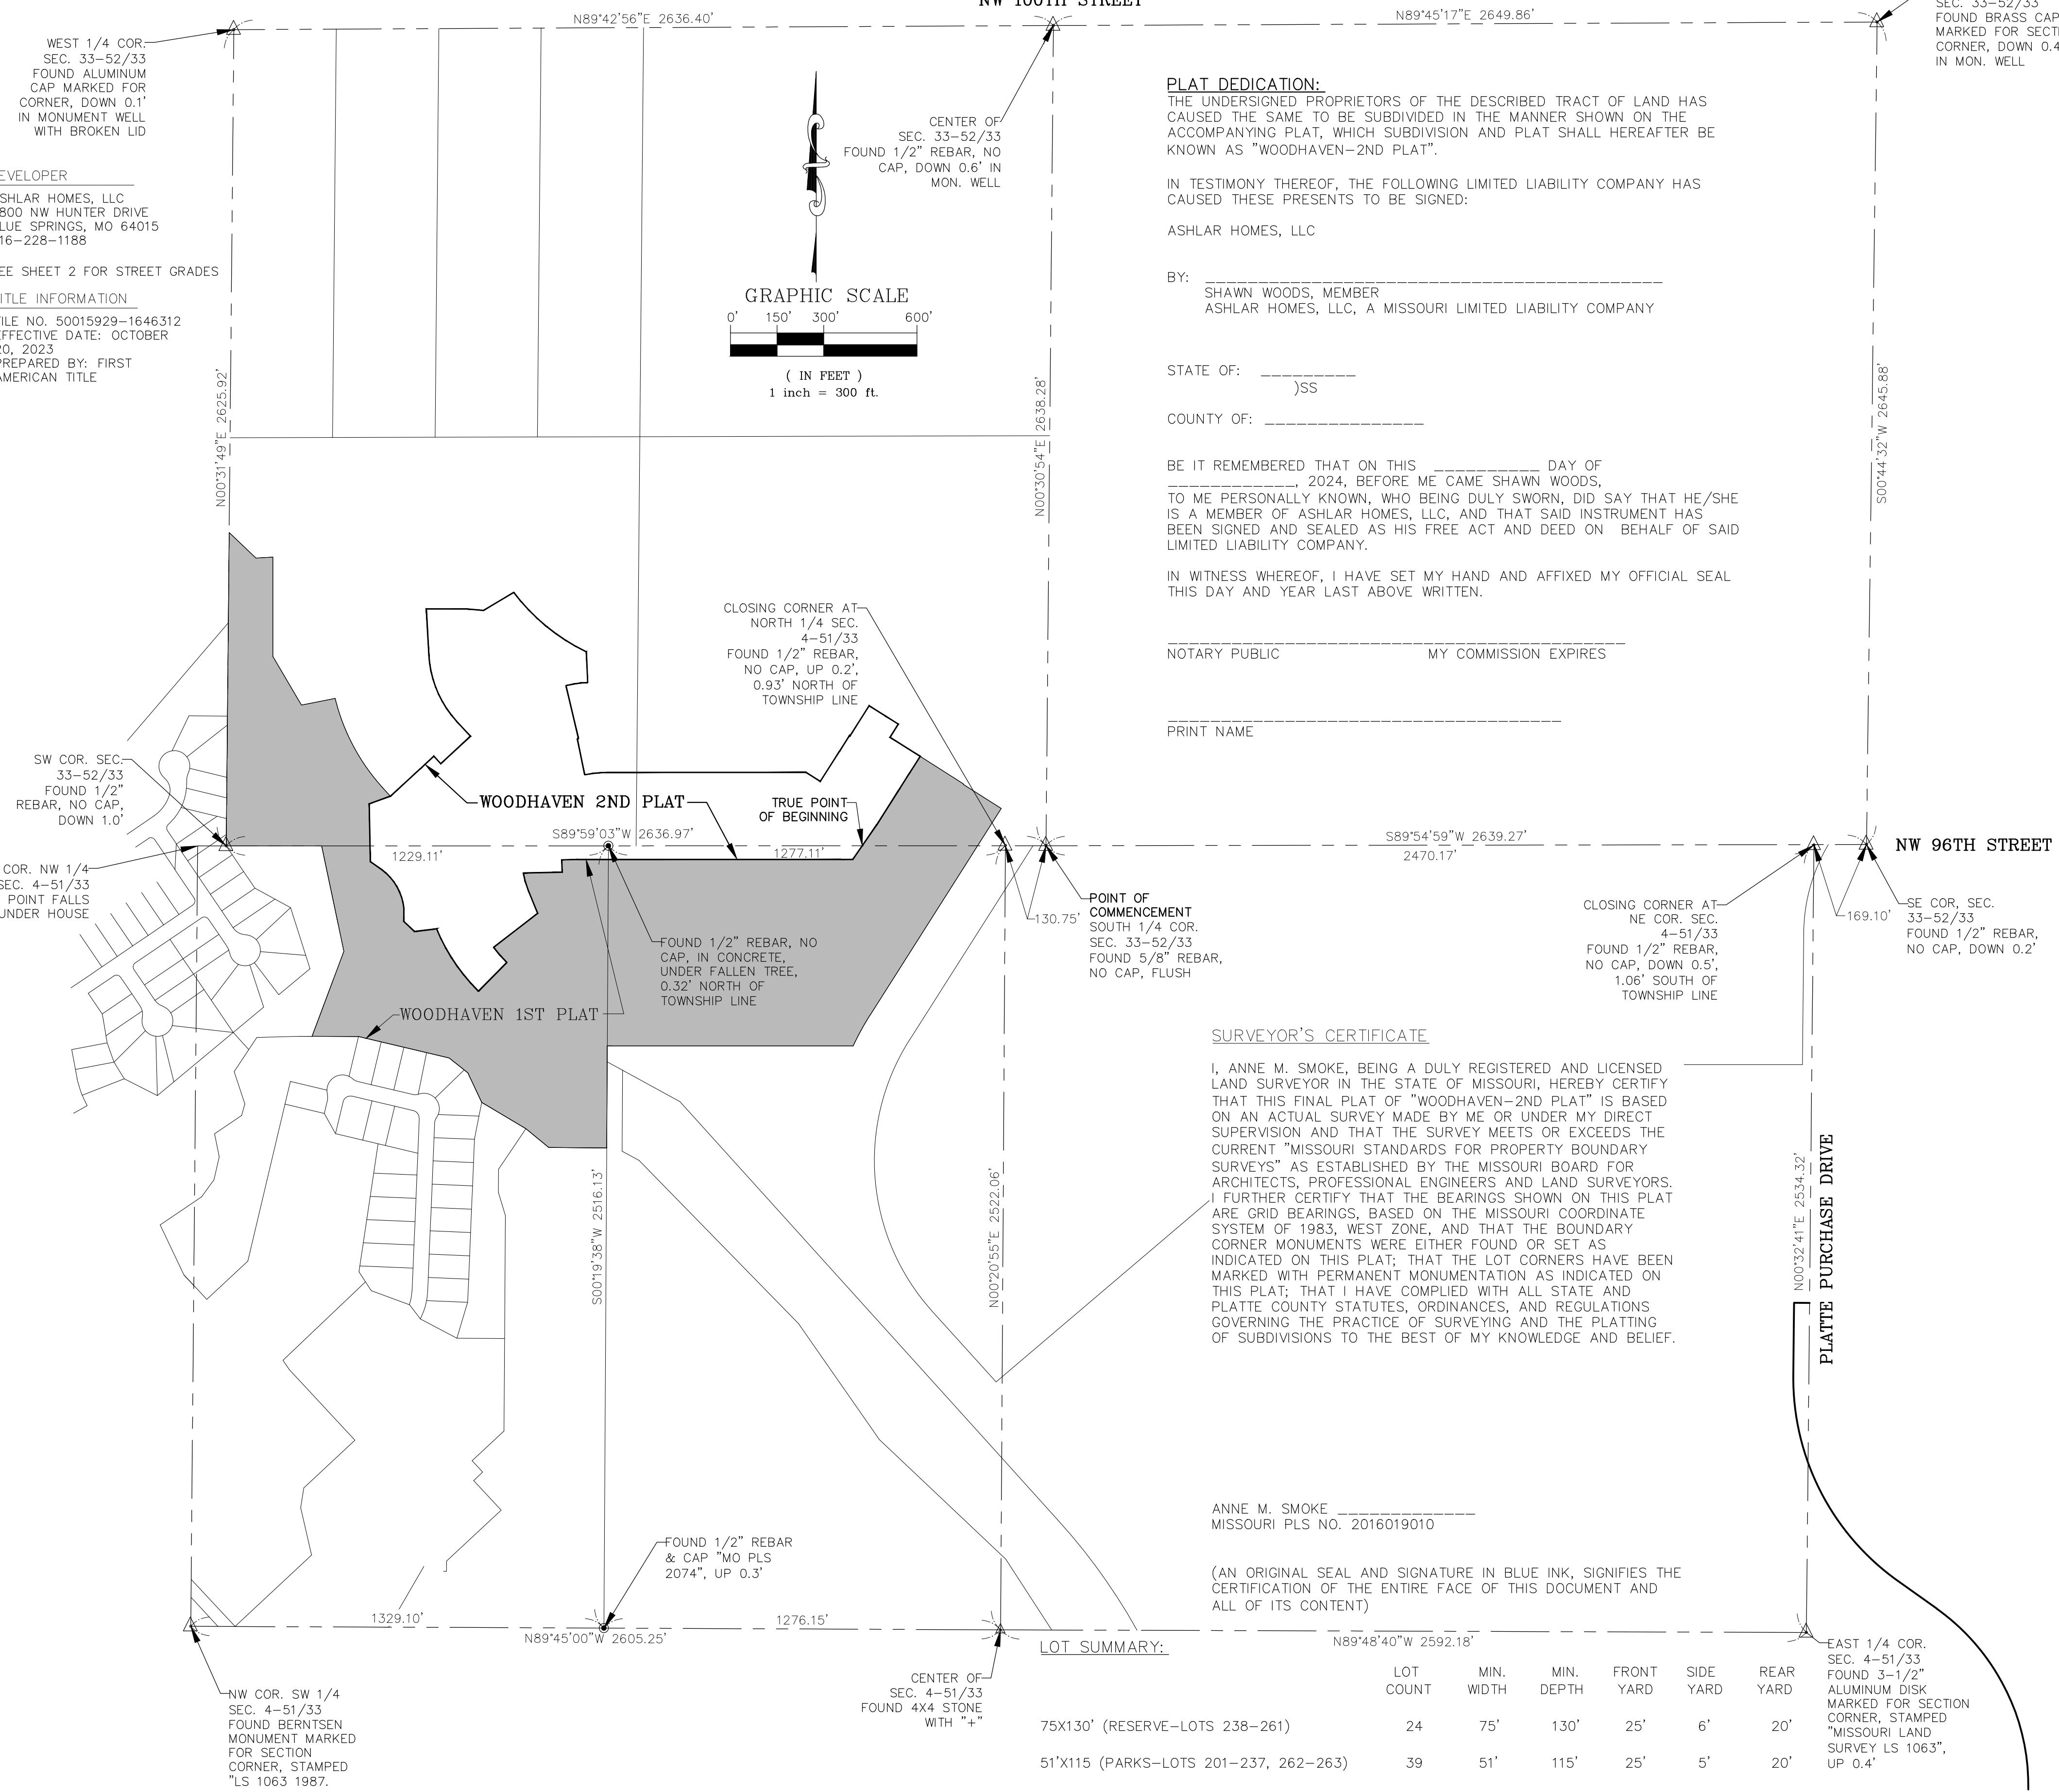 N89°42'56"E 2636.40'
N89°45'17"E 2649.86'
SEC. 33-52/33
FOUND BRASS CAP
CORNER, DOWN
IN MON. WELL
WEST 1/4 COR.
SEC. 33-52/33
FOUND ALUMINUM
CAP MARKED FOR
CORNER, DOWN 0.1'
IN MONUMENT WELL
WITH BROKEN LID
CENTER OF
SEC. 33-52/33
FOUND 1/2" REBAR, NO
CAP, DOWN 0.6' IN
MON. WELL
PLAT DEDICATION:
THE UNDERSIGNED PROPRIETORS OF THE DESCRIBED TRACT OF LAND HAS
CAUSED THE SAME TO BE SUBDIVIDED IN THE MANNER SHOWN ON THE
ACCOMPANYING PLAT, WHICH SUBDIVISION AND PLAT SHALL HEREAFTER BE
KNOWN AS "WOODHAVEN-2ND PLAT".
IN TESTIMONY THEREOF, THE FOLLOWING LIMITED LIABILITY COMPANY HAS
CAUSED THESE PRESENTS TO BE SIGNED:
ASHLAR HOMES, LLC
BY: ___________________________________________
SHAWN WOODS, MEMBER
ASHLAR HOMES, LLC, A MISSOURI LIMITED LIABILITY COMPANY
STATE OF: _________
)SS
COUNTY OF: _______________
BE IT REMEMBERED THAT ON THIS __________ DAY OF
____________, 2024, BEFORE ME CAME SHAWN WOODS,
TO ME PERSONALLY KNOWN, WHO BEING DULY SWORN, DID SAY THAT HE/SHE
IS A MEMBER OF ASHLAR HOMES, LLC, AND THAT SAID INSTRUMENT HAS
BEEN SIGNED AND SEALED AS HIS FREE ACT AND DEED ON BEHALF OF SAID
LIMITED LIABILITY COMPANY.
IN WITNESS WHEREOF, I HAVE SET MY HAND AND AFFIXED MY OFFICIAL SEAL
THIS DAY AND YEAR LAST ABOVE WRITTEN.
NOTARY PUBLIC MY COMMISSION EXPIRES
PRINT NAME
EVELOPER
SHLAR HOMES, LLC
800 NW HUNTER DRIVE
LUE SPRINGS, MO 64015
16-228-1188
EE SHEET 2 FOR STREET GRADES
ITLE INFORMATION
ILE NO. 50015929-1646312
EFFECTIVE DATE: OCTOBER
20, 2023
PREPARED BY: FIRST
AMERICAN TITLE
GRAPHIC SCALE
0' 150' 300' 600'
( IN FEET )
1 inch = 300 ft.
N00°31'49"E 2625.92'
N00°30'54"E 2638.28'
S00°44'32"W 2645.88'
CLOSING CORNER AT
NORTH 1/4 SEC.
4-51/33
FOUND 1/2" REBAR,
NO CAP, UP 0.2',
0.93' NORTH OF
TOWNSHIP LINE
SW COR. SEC.
33-52/33
FOUND 1/2"
REBAR, NO CAP,
DOWN 1.0'
WOODHAVEN 2ND PLAT
TRUE POINT
OF BEGINNING
S89°59'03"W 2636.97'
1229.11'
1277.11'
S89°54'59"W 2639.27'
2470.17'
NW 96TH STREET
COR. NW 1/4
SEC. 4-51/33
POINT FALLS
UNDER HOUSE
130.75'
POINT OF
COMMENCEMENT
SOUTH 1/4 COR.
SEC. 33-52/33
FOUND 5/8" REBAR,
NO CAP, FLUSH
CLOSING CORNER AT
NE COR. SEC.
4-51/33
FOUND 1/2" REBAR,
NO CAP, DOWN 0.5',
1.06' SOUTH OF
TOWNSHIP LINE
169.10'
SE COR, SEC.
33-52/33
FOUND 1/2" REBAR,
NO CAP, DOWN 0.2'
FOUND 1/2" REBAR, NO
CAP, IN CONCRETE,
UNDER FALLEN TREE,
0.32' NORTH OF
TOWNSHIP LINE
WOODHAVEN 1ST PLAT
SURVEYOR'S CERTIFICATE
I, ANNE M. SMOKE, BEING A DULY REGISTERED AND LICENSED
LAND SURVEYOR IN THE STATE OF MISSOURI, HEREBY CERTIFY
THAT THIS FINAL PLAT OF "WOODHAVEN-2ND PLAT" IS BASED
ON AN ACTUAL SURVEY MADE BY ME OR UNDER MY DIRECT
SUPERVISION AND THAT THE SURVEY MEETS OR EXCEEDS THE
CURRENT "MISSOURI STANDARDS FOR PROPERTY BOUNDARY
SURVEYS" AS ESTABLISHED BY THE MISSOURI BOARD FOR
ARCHITECTS, PROFESSIONAL ENGINEERS AND LAND SURVEYORS.
I FURTHER CERTIFY THAT THE BEARINGS SHOWN ON THIS PLAT
ARE GRID BEARINGS, BASED ON THE MISSOURI COORDINATE
SYSTEM OF 1983, WEST ZONE, AND THAT THE BOUNDARY
CORNER MONUMENTS WERE EITHER FOUND OR SET AS
INDICATED ON THIS PLAT; THAT THE LOT CORNERS HAVE BEEN
MARKED WITH PERMANENT MONUMENTATION AS INDICATED ON
THIS PLAT; THAT I HAVE COMPLIED WITH ALL STATE AND
PLATTE COUNTY STATUTES, ORDINANCES, AND REGULATIONS
GOVERNING THE PRACTICE OF SURVEYING AND THE PLATTING
OF SUBDIVISIONS TO THE BEST OF MY KNOWLEDGE AND BELIEF.
S00°19'38"W 2516.13'
N00°20'55"E 2522.06'
N00°32'41"E 2534.32'
PLATTE PURCHASE DRIVE
ANNE M. SMOKE _____________
MISSOURI PLS NO. 2016019010
(AN ORIGINAL SEAL AND SIGNATURE IN BLUE INK, SIGNIFIES THE
CERTIFICATION OF THE ENTIRE FACE OF THIS DOCUMENT AND
ALL OF ITS CONTENT)
FOUND 1/2" REBAR
& CAP "MO PLS
2074", UP 0.3'
1329.10'
1276.15'
N89°45'00"W 2605.25'
N89°48'40"W 2592.18'
NW COR. SW 1/4
SEC. 4-51/33
FOUND BERNTSEN
MONUMENT MARKED
FOR SECTION
CORNER, STAMPED
"LS 1063 1987.
CENTER OF
SEC. 4-51/33
FOUND 4X4 STONE
WITH "+"
EAST 1/4 COR.
SEC. 4-51/33
FOUND 3-1/2"
ALUMINUM DISK
MARKED FOR SECTION
CORNER, STAMPED
"MISSOURI LAND
SURVEY LS 1063",
UP 0.4'
LOT SUMMARY:
LOT MIN. MIN. FRONT SIDE REAR
COUNT WIDTH DEPTH YARD YARD YARD
75X130' (RESERVE-LOTS 238-261) 24 75' 130' 25' 6' 20'
51'X115 (PARKS-LOTS 201-237, 262-263) 39 51' 115' 25' 5' 20'